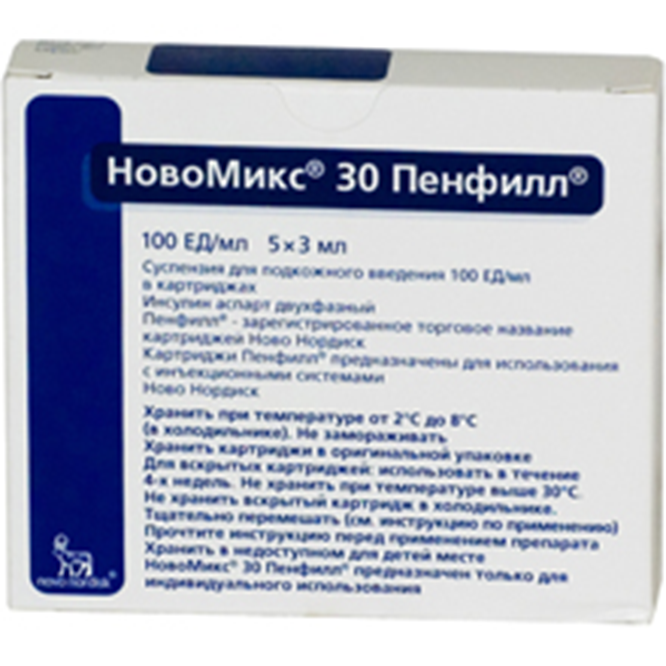 НовоМикс® 30 Пенфилл®
100 ЕД/мл 5×3 мл
Суспензия для подкожного введения 100 ЕД/мл
в картриджах
Инсулин аспарт двухфазный
Пенфилл® - зарегистрированное торговое название
картриджей Ново Нордиск
Картриджи Пенфилл® предназначены для использования
с инъекционными системами
Ново Нордиск
Хранить при температуре от 2°С до 8°С
(в холодильнике). Не замораживать
Хранить картриджи в оригинальной упаковке
Для вскрытых картриджей: использовать в течение
4-х недель. Не хранить при температуре выше 30°С.
Не хранить вскрытый картридж в холодильнике.
Тщательно перемешать (см. инструкцию по применению)
Прочтите инструкцию перед применением препарата
Хранить в недоступном для детей месте
НовоМикс® 30 Пенфилл® предназначен только для
индивидуального использования
novo nordisk®